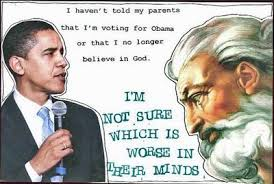 I haven't told my parents
that I'm voting for Obama
or that I no longer
believe in God.
I'M
NOT SURE
WHICH IS
WORSE IN
THEIR MINDS